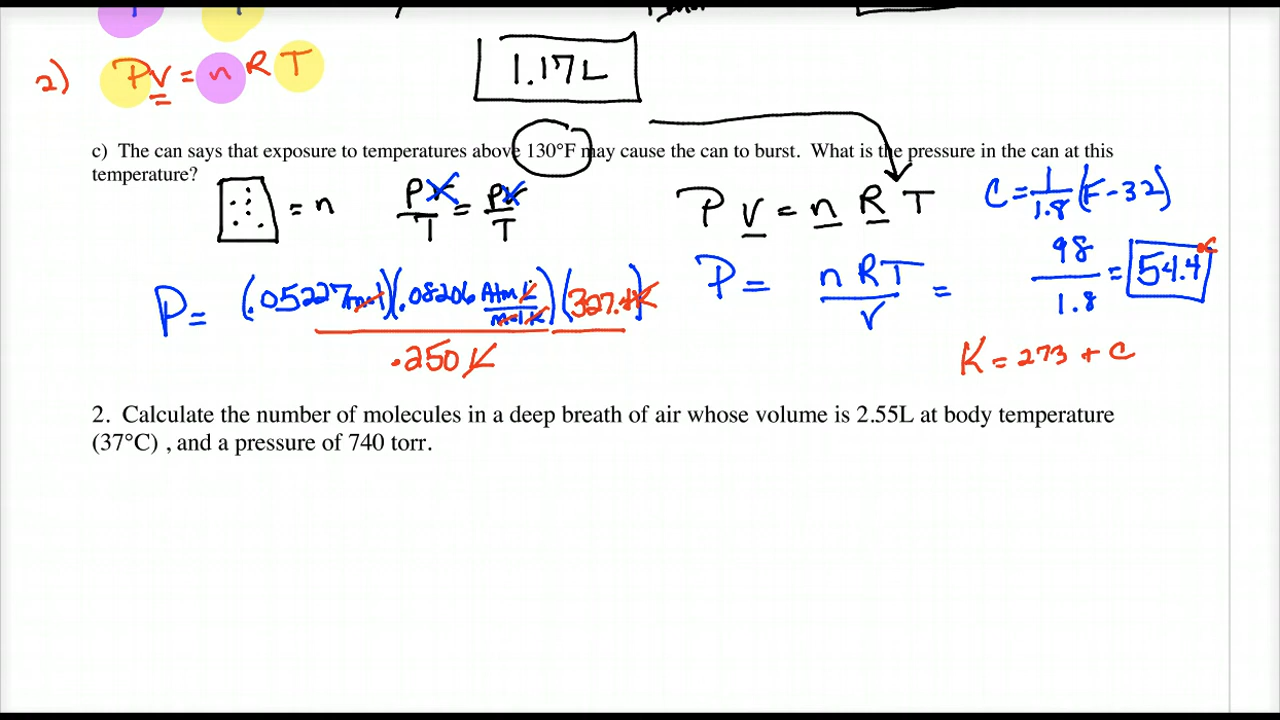 2) PV = nRT
1.17L
c) The can says that exposure to temperatures above 130°F may cause the can to burst. What is the pressure in the can at this
temperature?
= n
PV/T = PV/T
PV = nRT
C = 1/1.8 (F - 32)
98/1.8 = 54.4°C
P = nRT/V =
P = (.05227mol)(.08206 Atm L/mol K)(327.4K)
.250 L
K = 273 + C
2. Calculate the number of molecules in a deep breath of air whose volume is 2.55L at body temperature
(37°C) , and a pressure of 740 torr.